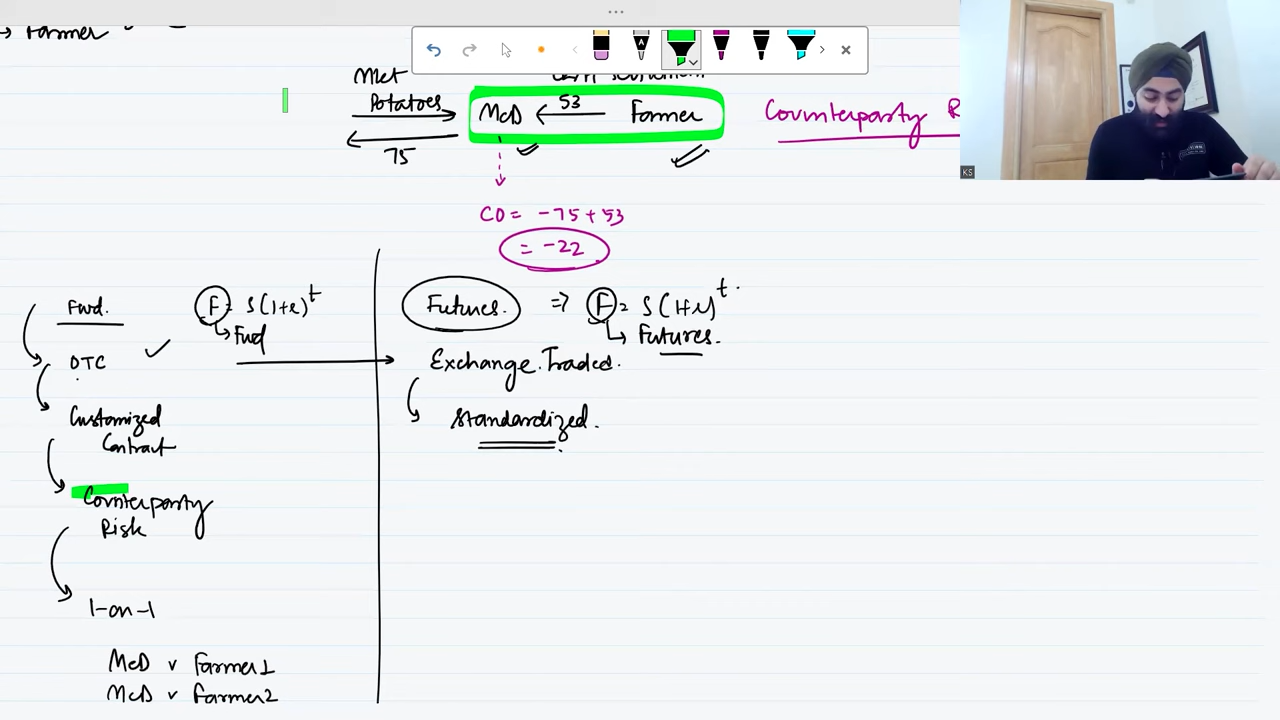 → Farmer
Mkt
Potatoes
75
McD ← 53 Farmer
Counterparty
CO = -75 + 53
= -22
Fwd.
F = S(1+r)^t
Fwd
OTC
Customized
Contract
Counterparty
Risk
1-on-1
McD v Farmer1
McD v Farmer2
Futures. => F = S(1+r)^t.
Futures.
Exchange.Traded.
Standardized.
KS